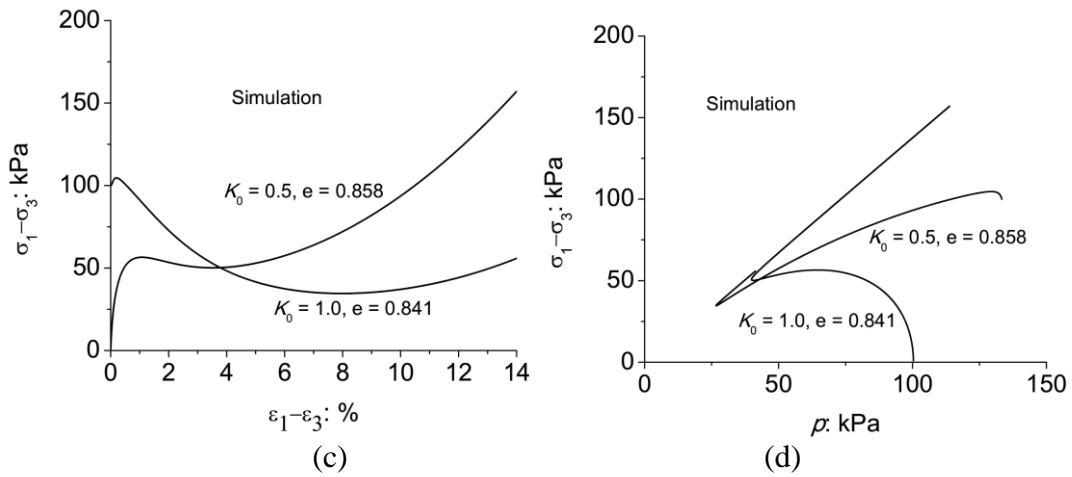 200
150
100
50
0
σ₁–σ₃: kPa
Simulation
K₀ = 0.5, e = 0.858
K₀ = 1.0, e = 0.841
0 2 4 6 8 10 12 14
ε₁–ε₃: %
(c)
200
150
100
50
0
σ₁–σ₃: kPa
Simulation
K₀ = 0.5, e = 0.858
K₀ = 1.0, e = 0.841
0 50 100 150
p: kPa
(d)